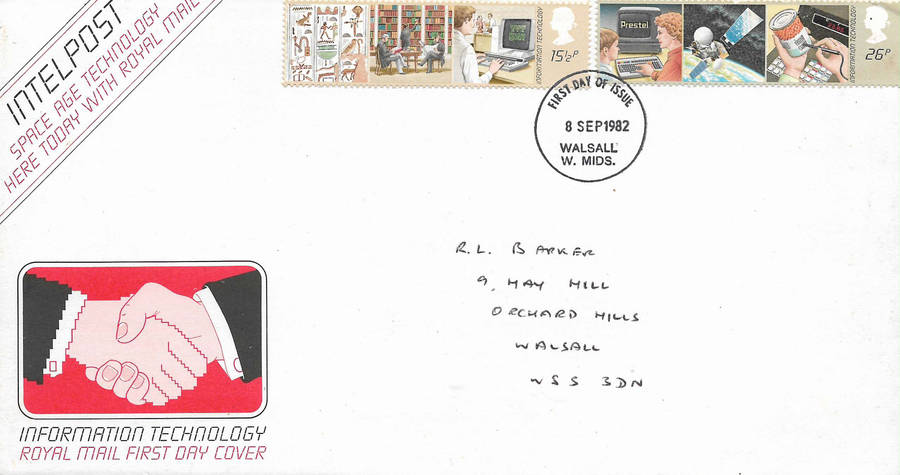 INTELPOST
SPACE AGE TECHNOLOGY
HERE TODAY WITH ROYAL MAIL
15½P
INFORMATION TECHNOLOGY
Prestel
26P
INFORMATION TECHNOLOGY
FIRST DAY OF ISSUE
8 SEP 1982
WALSALL
W. MIDS.
R.L. BARKER
9, MAY HILL
ORCHARD HILLS
WALSALL
WS5 3DN
INFORMATION TECHNOLOGY
ROYAL MAIL FIRST DAY COVER